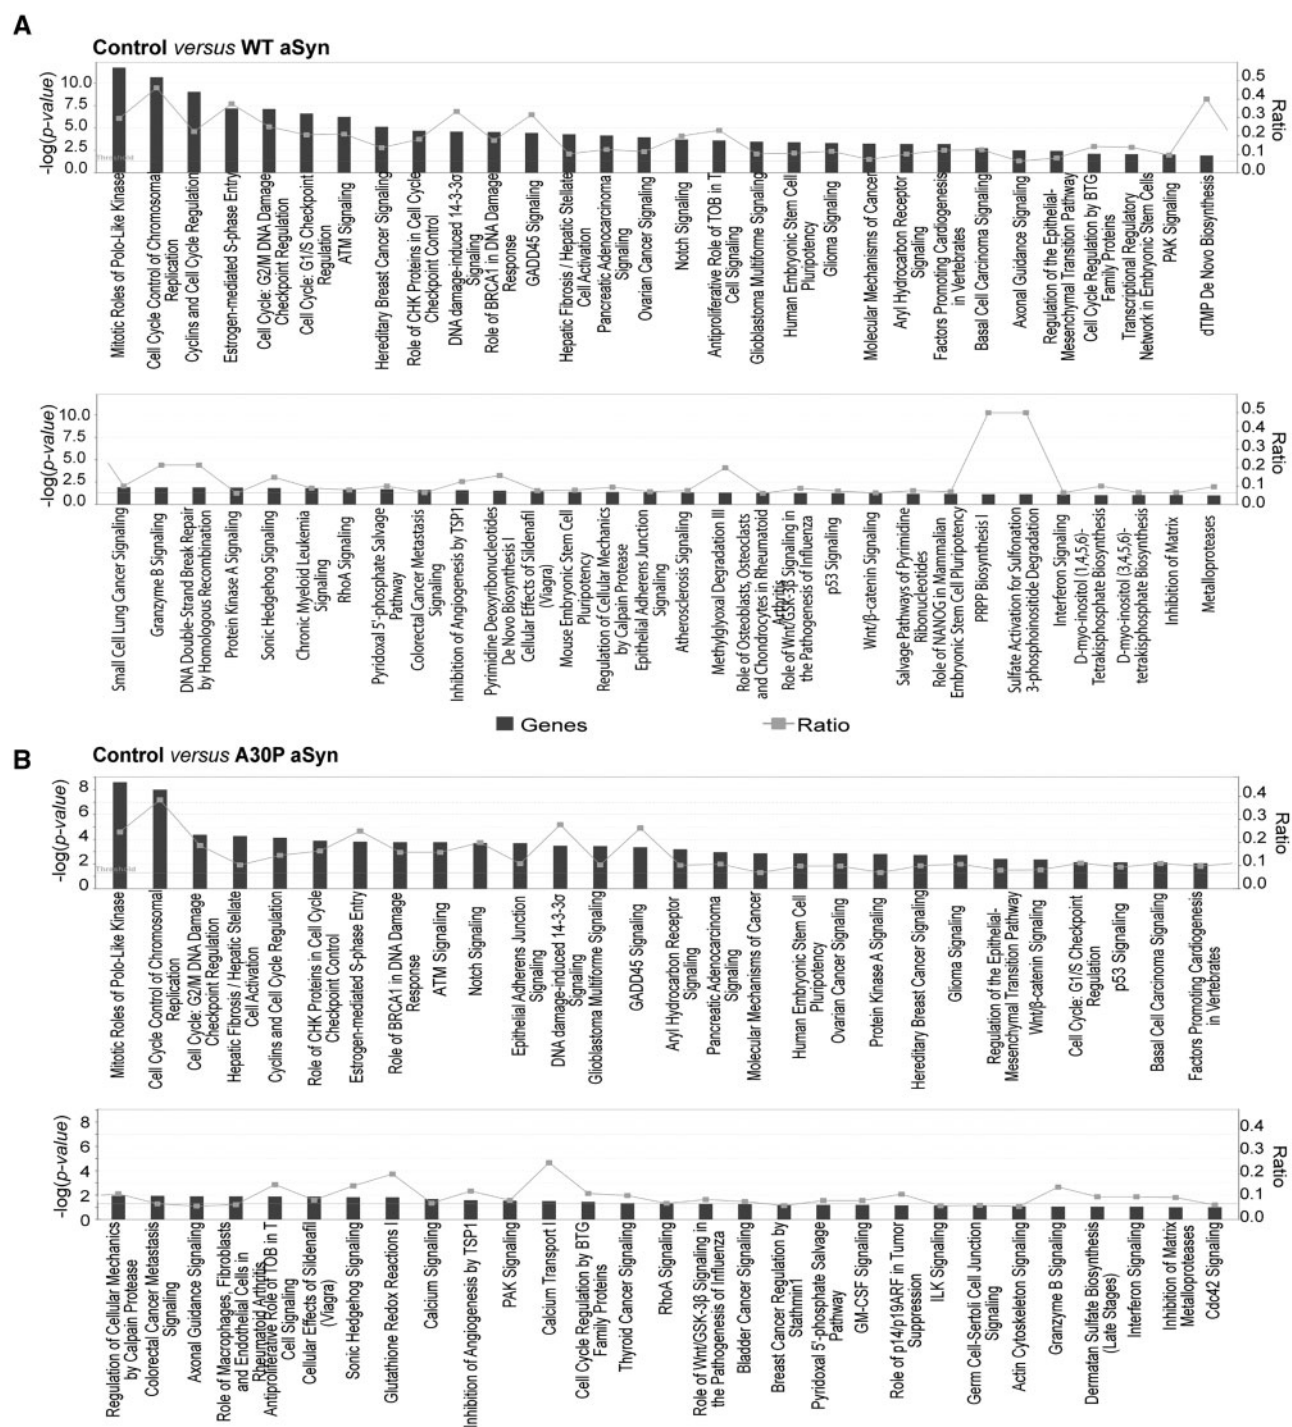 A
Control versus WT aSyn
-log(p-value)
10.0
7.5
5.0
2.5
0.0
Threshold
0.5
0.4
0.3
0.2
0.1
0.0
Ratio
Mitotic Roles of Polo-Like Kinase
Cell Cycle Control of Chromosomal
Replication
Cyclins and Cell Cycle Regulation
Estrogen-mediated S-phase Entry
Cell Cycle: G2/M DNA Damage
Checkpoint Regulation
Cell Cycle: G1/S Checkpoint
Regulation
ATM Signaling
Hereditary Breast Cancer Signaling
Role of CHK Proteins in Cell Cycle
Checkpoint Control
DNA damage-induced 14-3-3σ
Signaling
Role of BRCA1 in DNA Damage
Response
GADD45 Signaling
Hepatic Fibrosis / Hepatic Stellate
Cell Activation
Pancreatic Adenocarcinoma
Signaling
Ovarian Cancer Signaling
Notch Signaling
Antiproliferative Role of TOB in T
Cell Signaling
Glioblastoma Multiforme Signaling
Human Embryonic Stem Cell
Pluripotency
Glioma Signaling
Molecular Mechanisms of Cancer
Aryl Hydrocarbon Receptor
Signaling
Factors Promoting Cardiogenesis
in Vertebrates
Basal Cell Carcinoma Signaling
Axonal Guidance Signaling
Regulation of the Epithelial-
Mesenchymal Transition Pathway
Cell Cycle Regulation by BTG
Family Proteins
Transcriptional Regulatory
Network in Embryonic Stem Cells
PAK Signaling
dTMP De Novo Biosynthesis
-log(p-value)
10.0
7.5
5.0
2.5
0.0
0.5
0.4
0.3
0.2
0.1
0.0
Ratio
Small Cell Lung Cancer Signaling
Granzyme B Signaling
DNA Double-Strand Break Repair
by Homologous Recombination
Protein Kinase A Signaling
Sonic Hedgehog Signaling
Chronic Myeloid Leukemia
Signaling
RhoA Signaling
Pyridoxal 5'-phosphate Salvage
Pathway
Colorectal Cancer Metastasis
Signaling
Inhibition of Angiogenesis by TSP1
Pyrimidine Deoxyribonucleotides
De Novo Biosynthesis I
Cellular Effects of Sildenafil
(Viagra)
Mouse Embryonic Stem Cell
Pluripotency
Regulation of Cellular Mechanics
by Calpain Protease
Epithelial Adherens Junction
Signaling
Atherosclerosis Signaling
Methylglyoxal Degradation III
Role of Osteoblasts, Osteoclasts
and Chondrocytes in Rheumatoid
Arthritis
Role of Wnt/GSK-3β Signaling in
the Pathogenesis of Influenza
p53 Signaling
Wnt/β-catenin Signaling
Salvage Pathways of Pyrimidine
Ribonucleotides
Role of NANOG in Mammalian
Embryonic Stem Cell Pluripotency
PRPP Biosynthesis I
Sulfate Activation for Sulfonation
3-phosphoinositide Degradation
Interferon Signaling
D-myo-inositol (1,4,5,6)-
Tetrakisphosphate Biosynthesis
D-myo-inositol (3,4,5,6)-
tetrakisphosphate Biosynthesis
Inhibition of Matrix
Metalloproteases
Genes
Ratio
B
Control versus A30P aSyn
-log(p-value)
8
6
4
2
0
Threshold
0.4
0.3
0.2
0.1
0.0
Ratio
Mitotic Roles of Polo-Like Kinase
Cell Cycle Control of Chromosomal
Replication
Cell Cycle: G2/M DNA Damage
Checkpoint Regulation
Hepatic Fibrosis / Hepatic Stellate
Cell Activation
Cyclins and Cell Cycle Regulation
Role of CHK Proteins in Cell Cycle
Checkpoint Control
Estrogen-mediated S-phase Entry
Role of BRCA1 in DNA Damage
Response
ATM Signaling
Notch Signaling
Epithelial Adherens Junction
Signaling
DNA damage-induced 14-3-3σ
Signaling
Glioblastoma Multiforme Signaling
GADD45 Signaling
Aryl Hydrocarbon Receptor
Signaling
Pancreatic Adenocarcinoma
Signaling
Molecular Mechanisms of Cancer
Human Embryonic Stem Cell
Pluripotency
Ovarian Cancer Signaling
Protein Kinase A Signaling
Hereditary Breast Cancer Signaling
Glioma Signaling
Regulation of the Epithelial-
Mesenchymal Transition Pathway
Wnt/β-catenin Signaling
Cell Cycle: G1/S Checkpoint
Regulation
p53 Signaling
Basal Cell Carcinoma Signaling
Factors Promoting Cardiogenesis
in Vertebrates
-log(p-value)
8
6
4
2
0
0.4
0.3
0.2
0.1
0.0
Ratio
Regulation of Cellular Mechanics
by Calpain Protease
Colorectal Cancer Metastasis
Signaling
Axonal Guidance Signaling
Role of Macrophages, Fibroblasts
and Endothelial Cells in
Rheumatoid Arthritis
Antiproliferative Role of TOB in T
Cell Signaling
Cellular Effects of Sildenafil
(Viagra)
Sonic Hedgehog Signaling
Glutathione Redox Reactions I
Calcium Signaling
Inhibition of Angiogenesis by TSP1
PAK Signaling
Calcium Transport I
Cell Cycle Regulation by BTG
Family Proteins
Thyroid Cancer Signaling
RhoA Signaling
Role of Wnt/GSK-3β Signaling in
the Pathogenesis of Influenza
Bladder Cancer Signaling
Breast Cancer Regulation by
Stathmin1
Pyridoxal 5'-phosphate Salvage
Pathway
GM-CSF Signaling
Role of p14/p19ARF in Tumor
Suppression
ILK Signaling
Germ Cell-Sertoli Cell Junction
Signaling
Actin Cytoskeleton Signaling
Granzyme B Signaling
Dermatan Sulfate Biosynthesis
(Late Stages)
Interferon Signaling
Inhibition of Matrix
Metalloproteases
Cdc42 Signaling